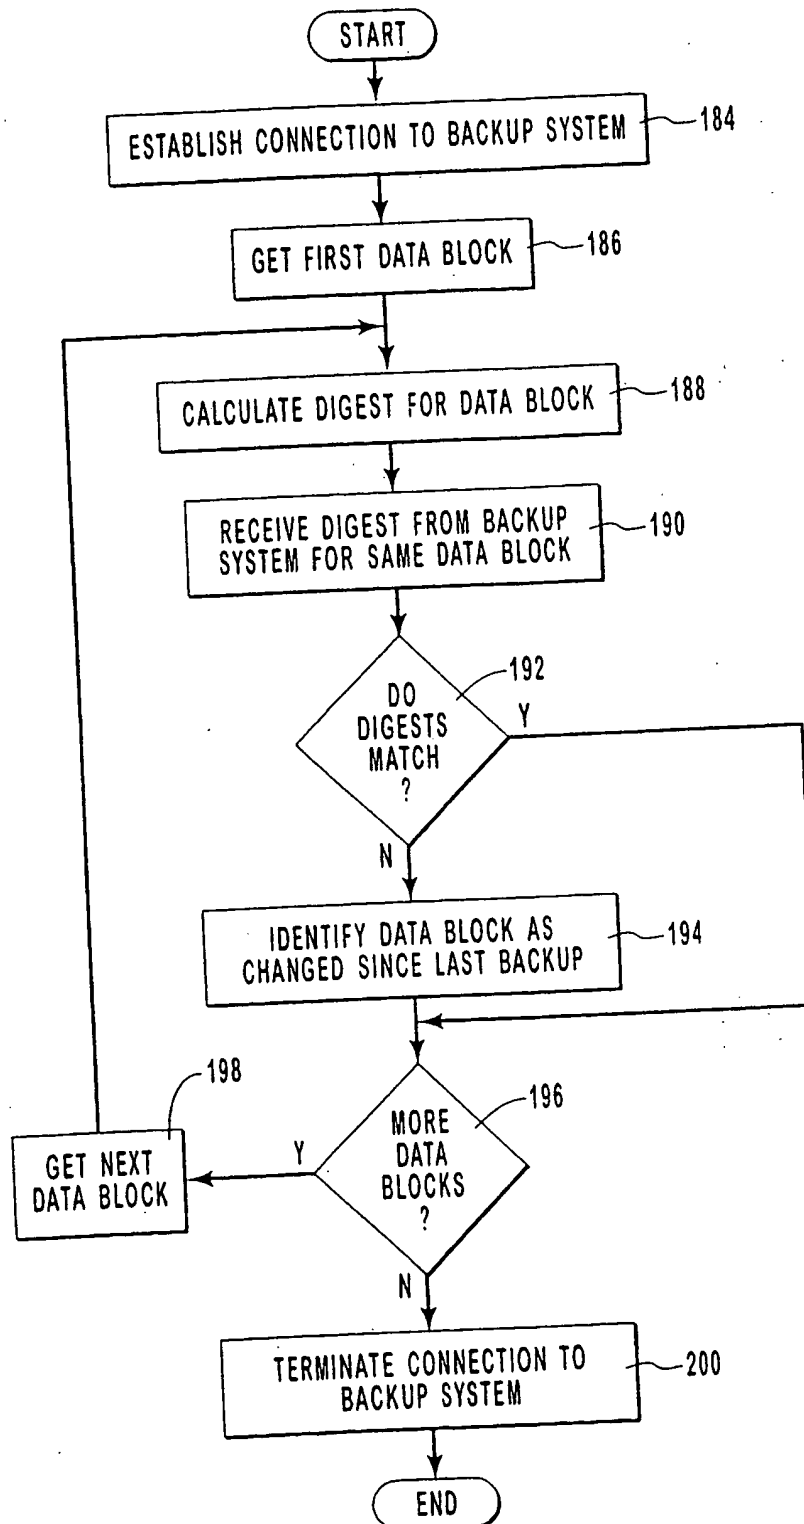 START
ESTABLISH CONNECTION TO BACKUP SYSTEM
184
GET FIRST DATA BLOCK
186
CALCULATE DIGEST FOR DATA BLOCK
188
RECEIVE DIGEST FROM BACKUP
SYSTEM FOR SAME DATA BLOCK
190
DO
DIGESTS
MATCH
?
192
Y
N
IDENTIFY DATA BLOCK AS
CHANGED SINCE LAST BACKUP
194
MORE
DATA
BLOCKS
?
196
Y
198
GET NEXT
DATA BLOCK
N
TERMINATE CONNECTION TO
BACKUP SYSTEM
200
END